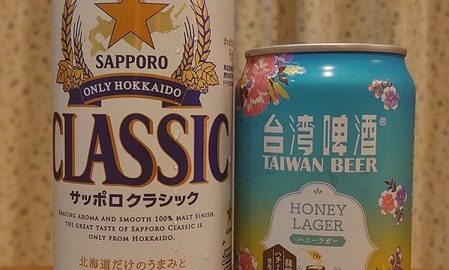 SAPPORO
ONLY HOKKAIDO
CLASSIC
サッポロクラシック
BRACING AROMA AND SMOOTH 100% MALT FINISH.
THE GREAT TASTE OF SAPPORO CLASSIC
IS ONLY FROM HOKKAIDO.
北海道だけのうまみと
台湾啤酒®
TAIWAN BEER
HONEY
LAGER
ハニーラガー